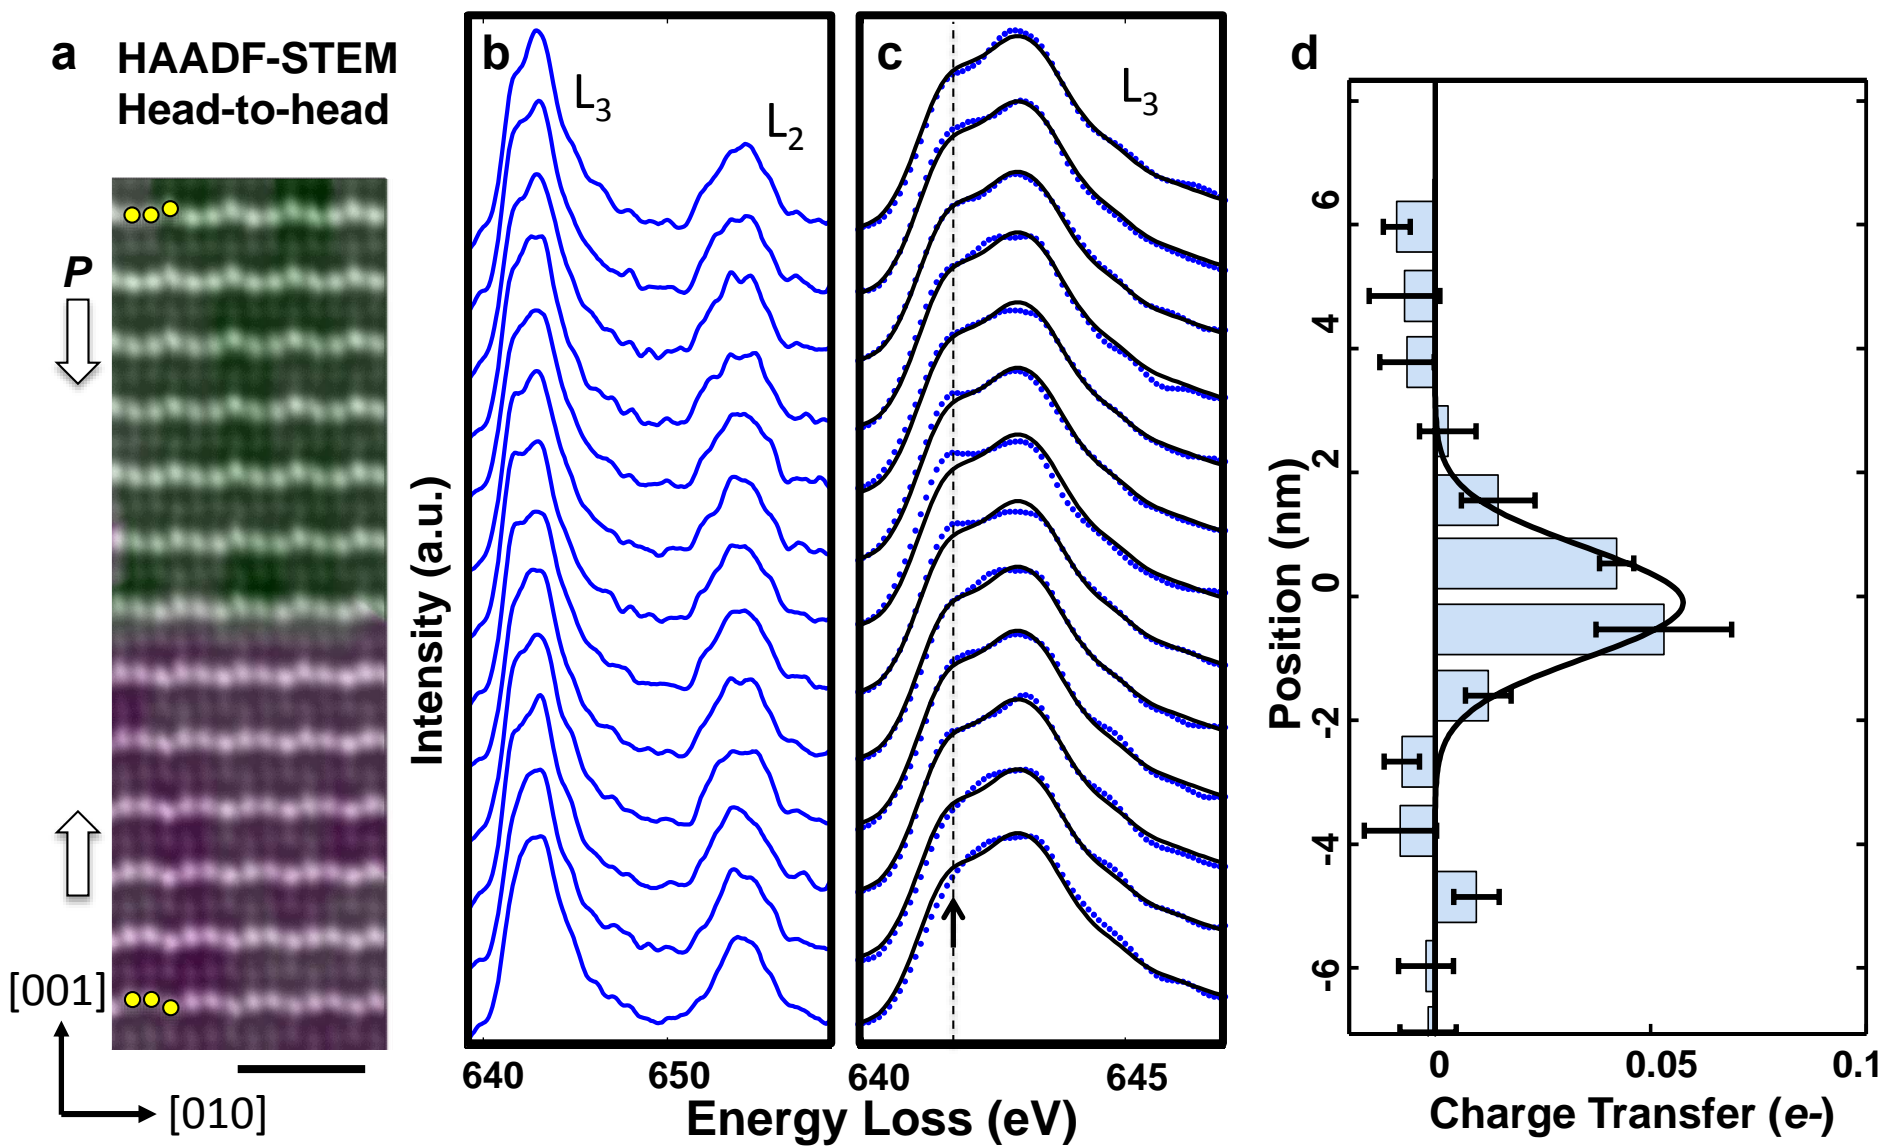 a
HAADF-STEM
Head-to-head
P
[001]
[010]
b
L3
L2
Intensity (a.u.)
640
650
c
L3
640
645
Energy Loss (eV)
d
Position (nm)
6
4
2
0
-2
-4
-6
0
0.05
0.1
Charge Transfer (e-)